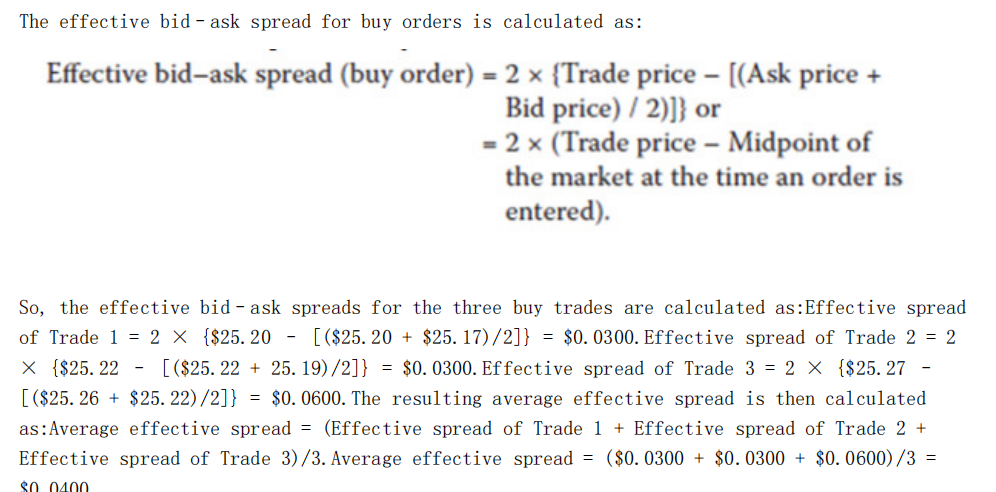 The effective bid-ask spread for buy orders is calculated as:
Effective bid–ask spread (buy order) = 2 × {Trade price – [(Ask price +
Bid price) / 2)]} or
= 2 × (Trade price – Midpoint of
the market at the time an order is
entered).
So, the effective bid-ask spreads for the three buy trades are calculated as:Effective spread
of Trade 1 = 2 × {$25.20 - [($25.20 + $25.17)/2]} = $0.0300.Effective spread of Trade 2 = 2
× {$25.22 - [($25.22 + 25.19)/2]} = $0.0300.Effective spread of Trade 3 = 2 × {$25.27 -
[($25.26 + $25.22)/2]} = $0.0600.The resulting average effective spread is then calculated
as:Average effective spread = (Effective spread of Trade 1 + Effective spread of Trade 2 +
Effective spread of Trade 3)/3.Average effective spread = ($0.0300 + $0.0300 + $0.0600)/3 =
$0.0400